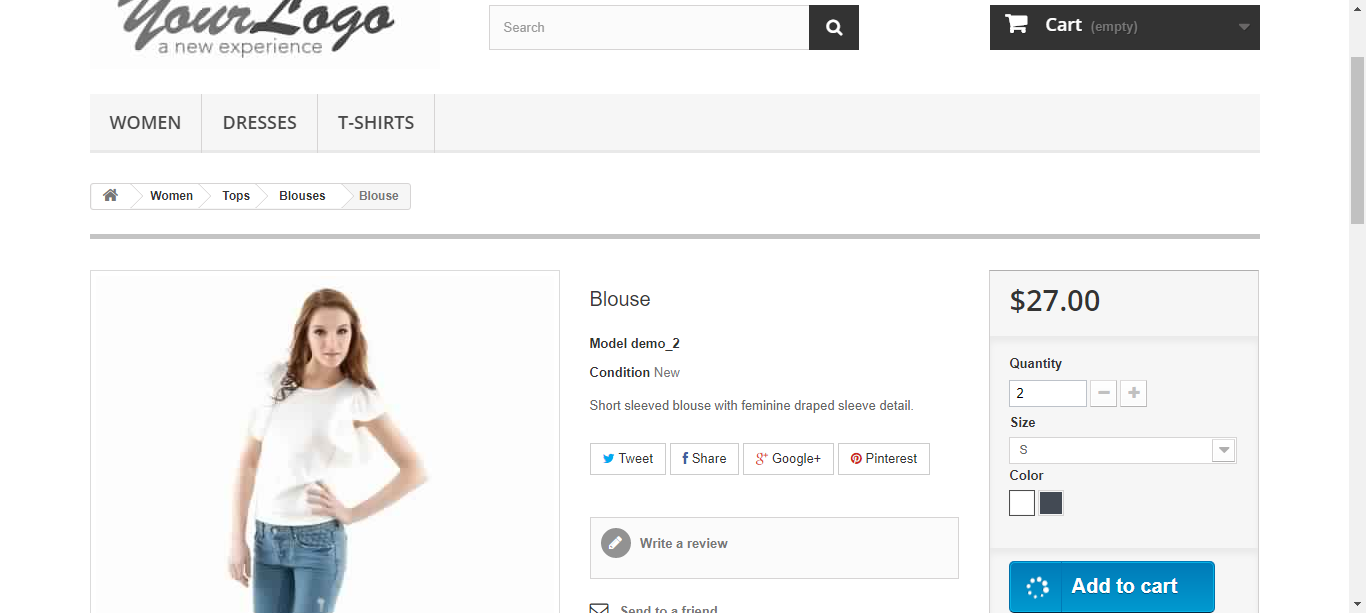 YourLogo
a new experience
Search
Cart (empty)
WOMEN
DRESSES
T-SHIRTS
Women
Tops
Blouses
Blouse
Blouse
Model demo_2
Condition New
Short sleeved blouse with feminine draped sleeve detail.
Tweet
Share
Google+
Pinterest
Write a review
Send to a friend
$27.00
Quantity
2
Size
S
Color
Add to cart